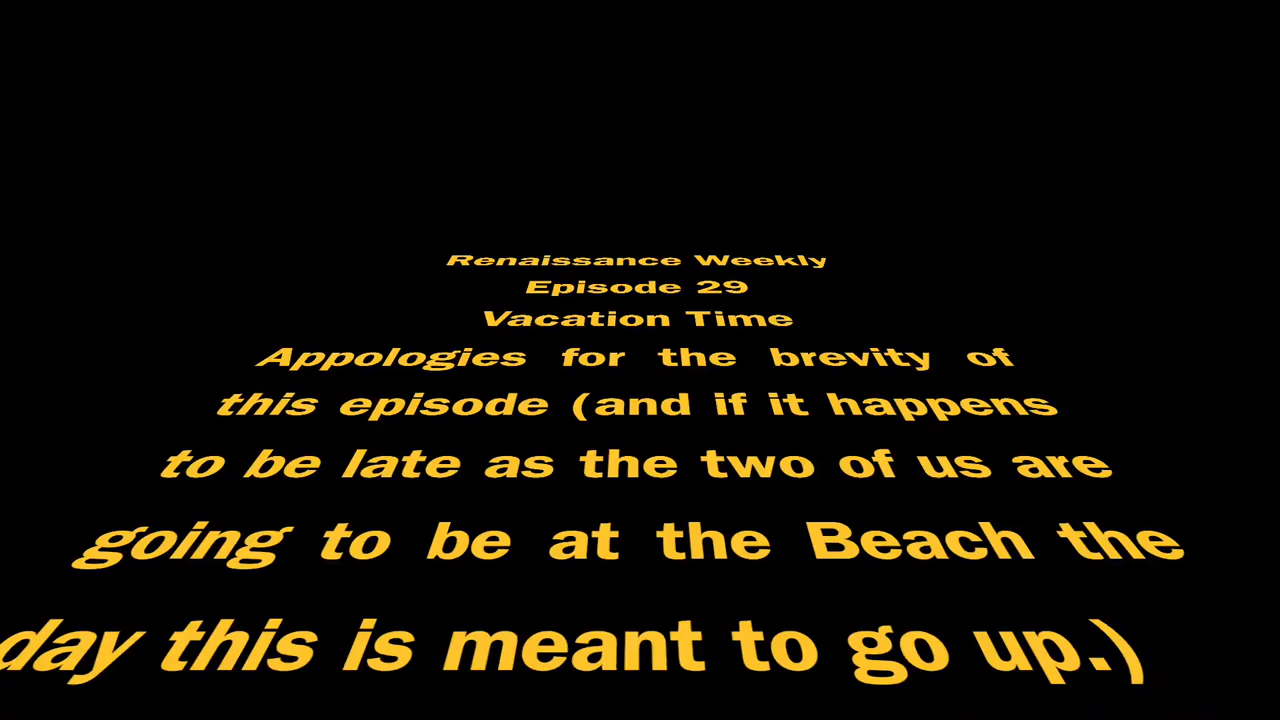 Renaissance Weekly
Episode 29
Vacation Time
Appologies for the brevity of
this episode (and if it happens
to be late as the two of us are
going to be at the Beach the
day this is meant to go up.)